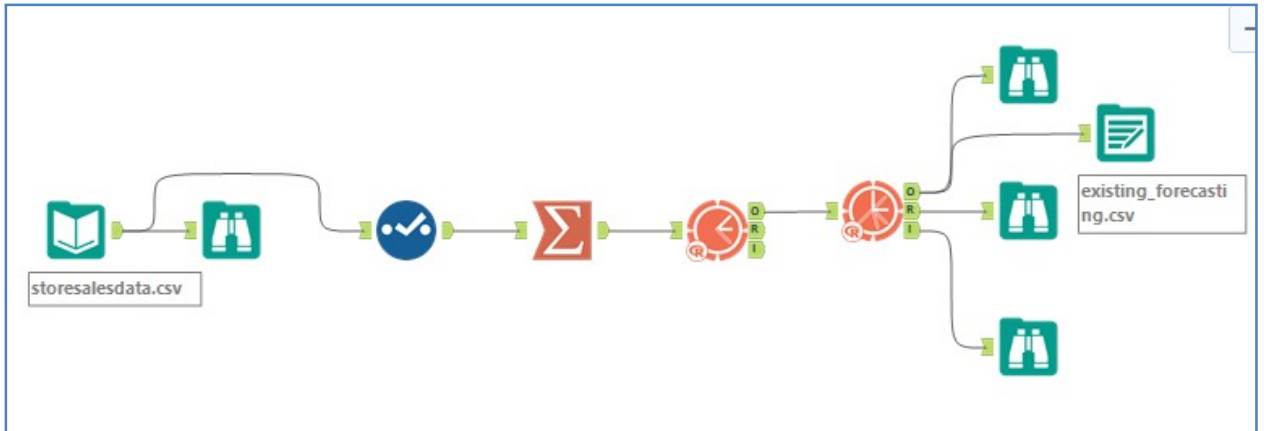 storesalesdata.csv
O
R
I
O
R
I
existing_forecasti
ng.csv